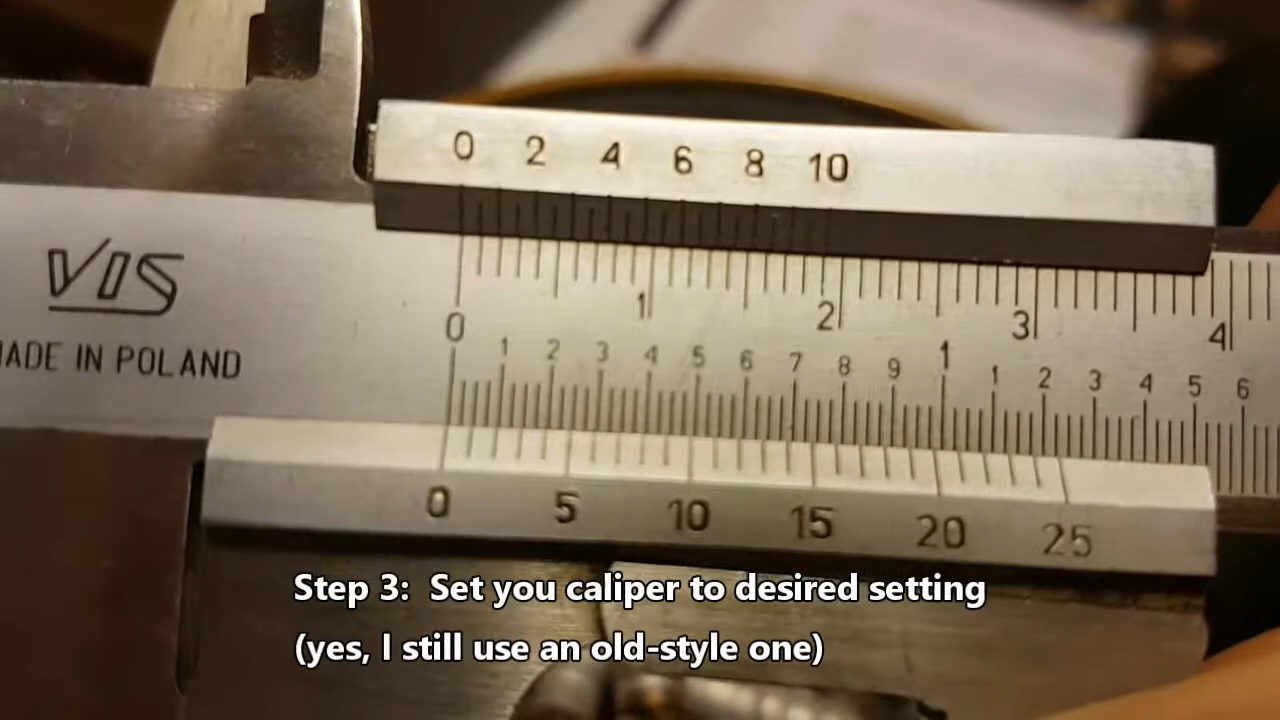 0 2 4 6 8 10
VIS
MADE IN POLAND
0 1 2 3 4
1 2 3 4 5 6 7 8 9 1 1 2 3 4 5 6
0 5 10 15 20 25
Step 3:  Set you caliper to desired setting
(yes, I still use an old-style one)